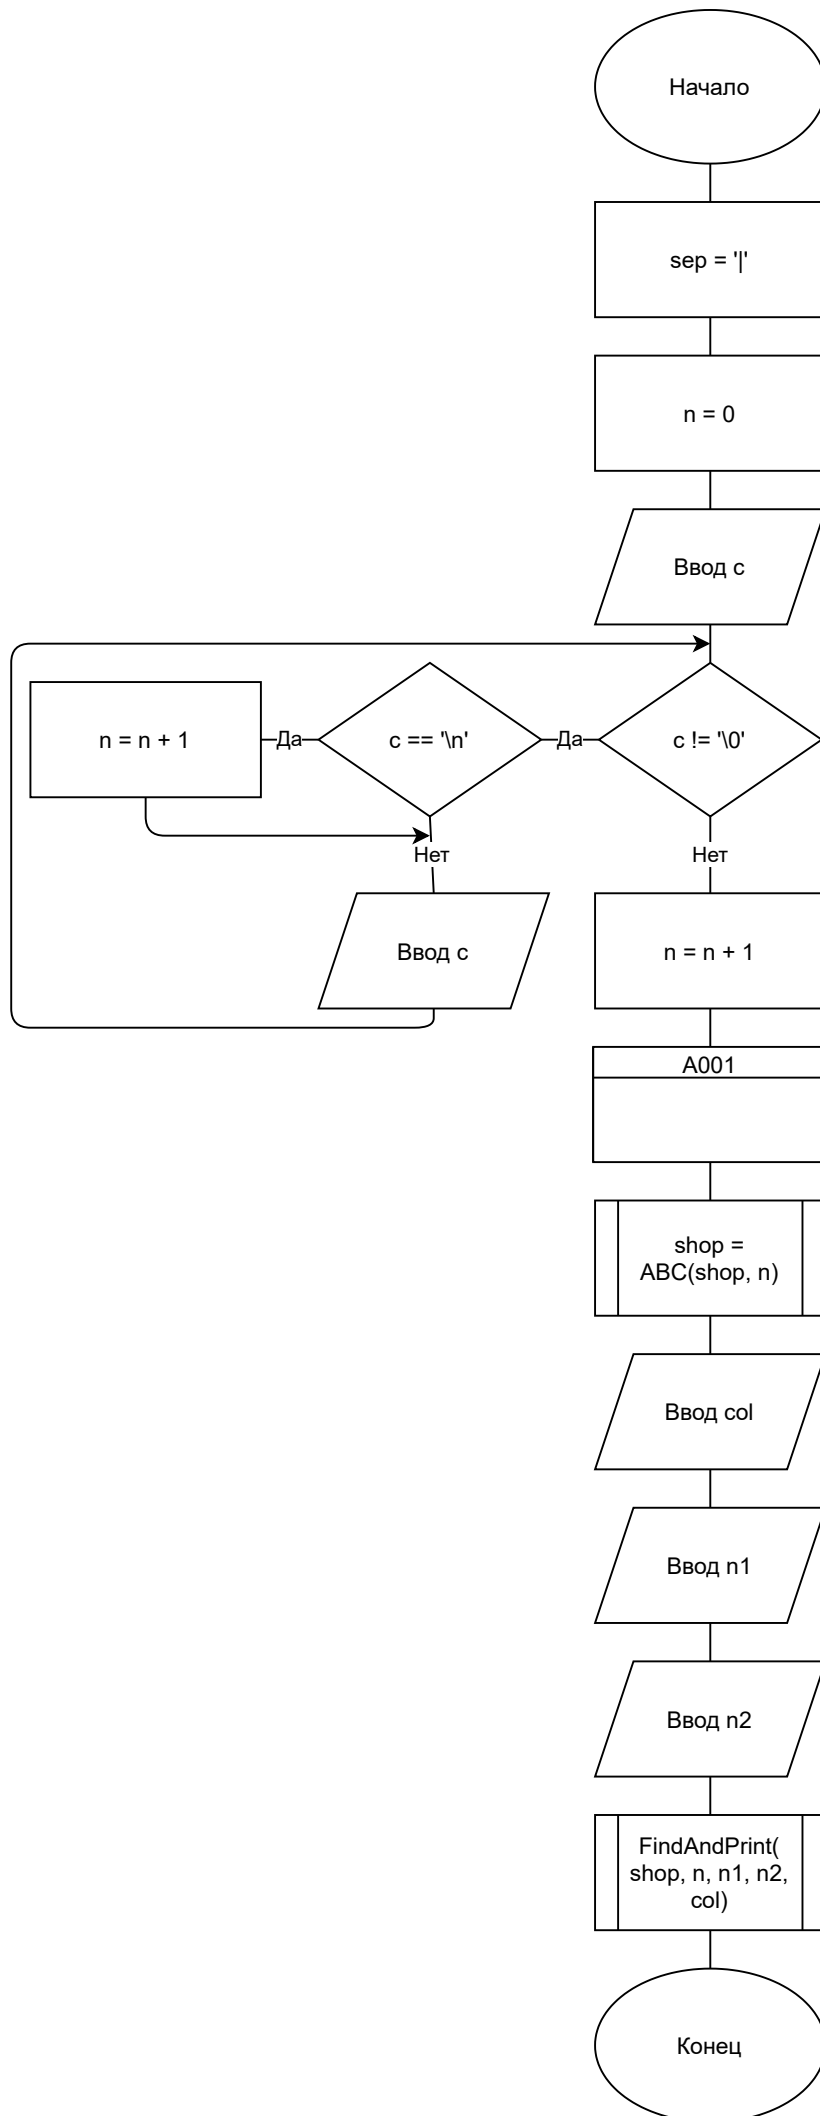 Начало
sep = '|'
n = 0
Ввод c
c != '\0'
Да
c == '\n'
Да
n = n + 1
Нет
Ввод c
Нет
n = n + 1
A001
shop =
ABC(shop, n)
Ввод col
Ввод n1
Ввод n2
FindAndPrint(
shop, n, n1, n2,
col)
Конец